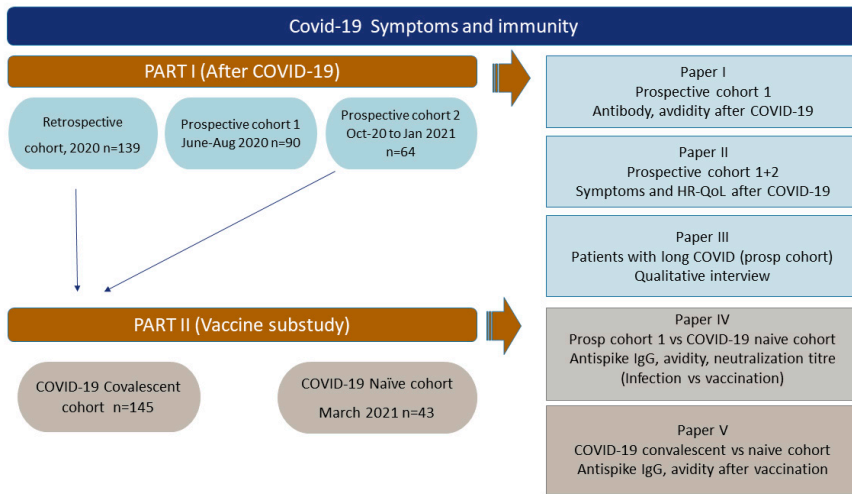 Covid-19 Symptoms and immunity
PART I (After COVID-19)
Retrospective
cohort, 2020 n=139
Prospective cohort 1
June-Aug 2020 n=90
Prospective cohort 2
Oct-20 to Jan 2021
n=64
PART II (Vaccine substudy)
COVID-19 Covalescent
cohort n=145
COVID-19 Naïve cohort
March 2021 n=43
Paper I
Prospective cohort 1
Antibody, avdidity after COVID-19
Paper II
Prospective cohort 1+2
Symptoms and HR-QoL after COVID-19
Paper III
Patients with long COVID (prosp cohort)
Qualitative interview
Paper IV
Prosp cohort 1 vs COVID-19 naive cohort
Antispike IgG, avidity, neutralization titre
(Infection vs vaccination)
Paper V
COVID-19 convalescent vs naive cohort
Antispike IgG, avidity after vaccination